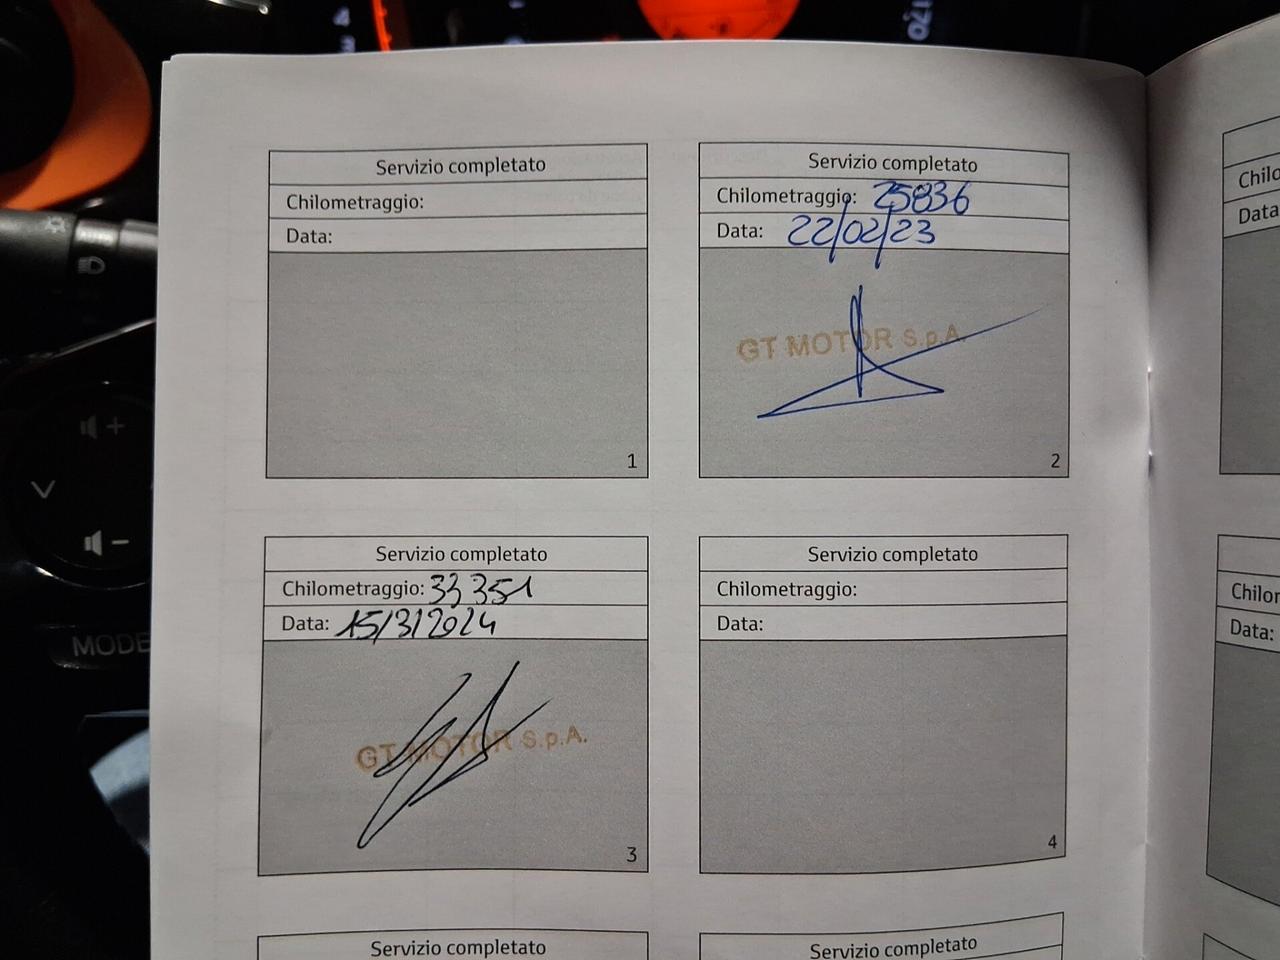 Servizio completato
Chilometraggio:
Data:
1
Servizio completato
Chilometraggio: 25836
Data: 22/02/23
GT MOTOR S.p.A.
2
Servizio completato
Chilometraggio: 33 351
Data: 15/3/2024
GT MOTOR S.p.A.
3
Servizio completato
Chilometraggio:
Data:
4
Servizio completato
Servizio completato
Chilo
Data
Chilor
Data:
MODE